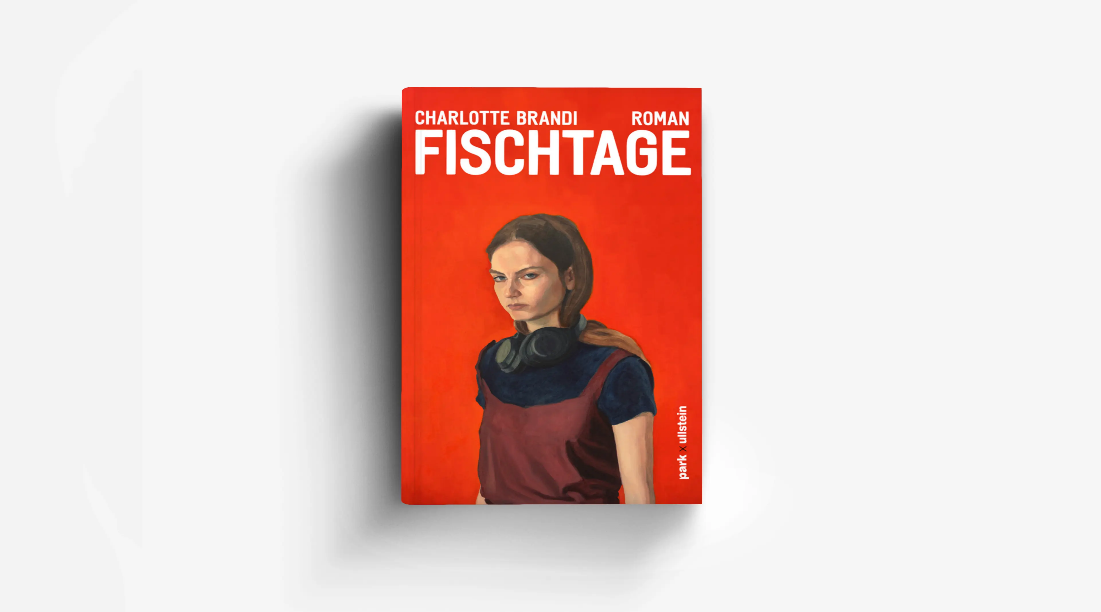 CHARLOTTE BRANDI ROMAN
FISCHTAGE
park x ullstein